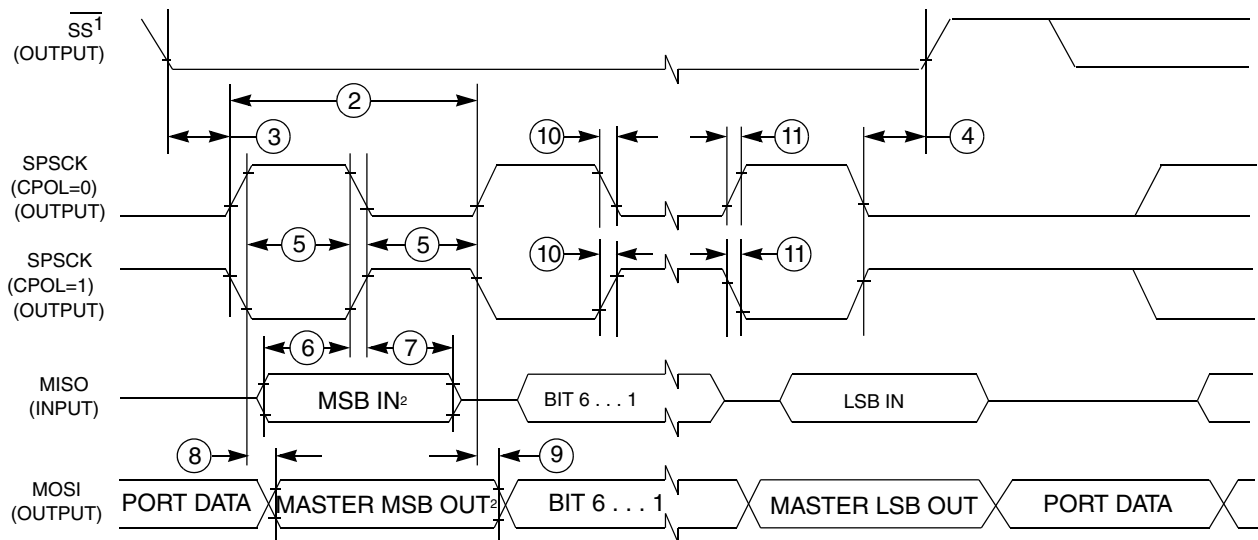 SS1
(OUTPUT)
2
3
10
11
4
SPSCK
(CPOL=0)
(OUTPUT)
5
5
SPSCK
(CPOL=1)
(OUTPUT)
10
11
6
7
MISO
(INPUT)
MSB IN2
BIT 6 . . . 1
LSB IN
8
9
MOSI
(OUTPUT)
PORT DATA
MASTER MSB OUT2
BIT 6 . . . 1
MASTER LSB OUT
PORT DATA